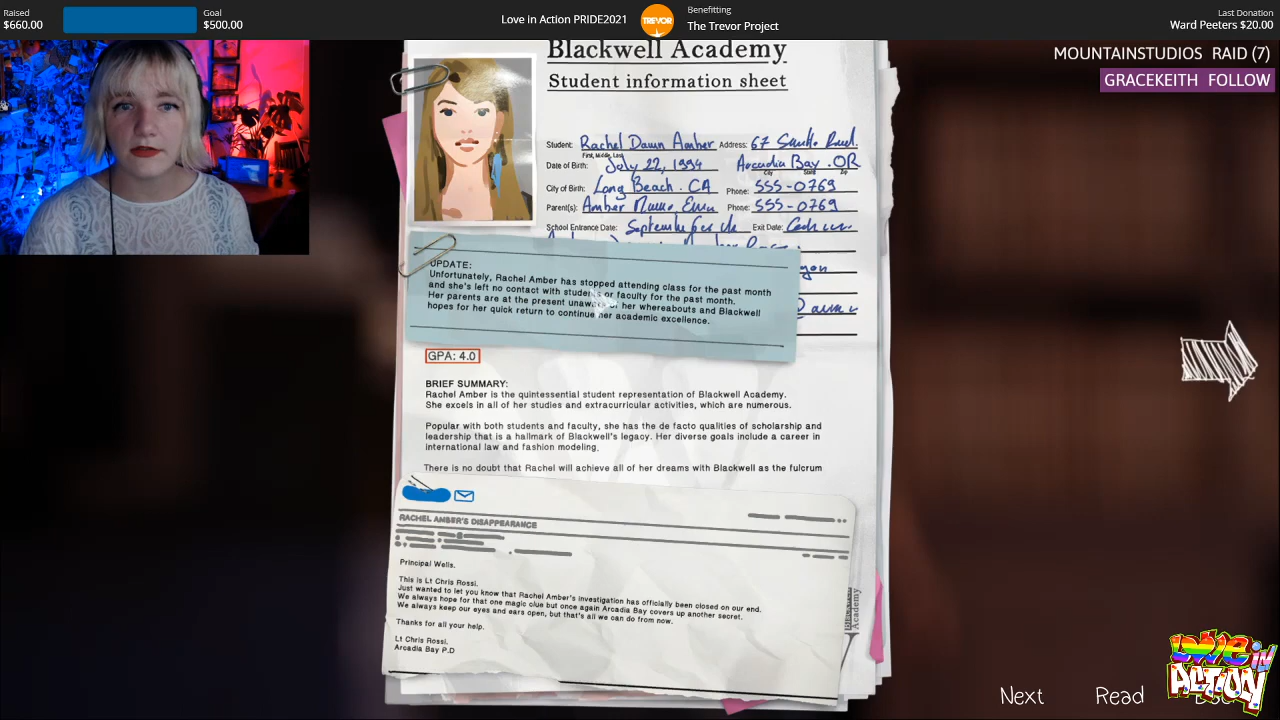 Raised
$660.00
Goal
$500.00
Love in Action PRIDE2021
TREVOR
Benefitting
The Trevor Project
Last Donation
Ward Peeters $20.00
MOUNTAINSTUDIOS RAID (7)
GRACEKEITH FOLLOW
Blackwell Academy
Student information sheet
Student: Rachel Dawn Amber Address:
First, Middle, Last
Date of Birth: July 22, 1994 Arcadia Bay. OR
City State Zip
City of Birth: Long Beach. CA Phone: 555-0769
Parent(s): Amber Phone: 555-0769
School Entrance Date: Exit Date:
UPDATE:
Unfortunately, Rachel Amber has stopped attending class for the past month
and she's left no contact with students or faculty for the past month.
Her parents are at the present unaware of her whereabouts and Blackwell
hopes for her quick return to continue her academic excellence.
GPA: 4.0
BRIEF SUMMARY:
Rachel Amber is the quintessential student representation of Blackwell Academy.
She excels in all of her studies and extracurricular activities, which are numerous.
Popular with both students and faculty, she has the de facto qualities of scholarship and
leadership that is a hallmark of Blackwell's legacy. Her diverse goals include a career in
international law and fashion modeling.
There is no doubt that Rachel will achieve all of her dreams with Blackwell as the fulcrum
RACHEL AMBER'S DISAPPEARANCE
Principal Wells.
This is Lt Chris Rossi.
Just wanted to let you know that Rachel Amber's investigation has officially been closed on our end.
We always hope for that one magic clue but once again Arcadia Bay covers up another secret.
We always keep our eyes and ears open, but that's all we can do from now.
Thanks for all your help.
Lt Chris Rossi.
Arcadia Bay P.D
Academy
Next
Read
LOVE in
ACTION